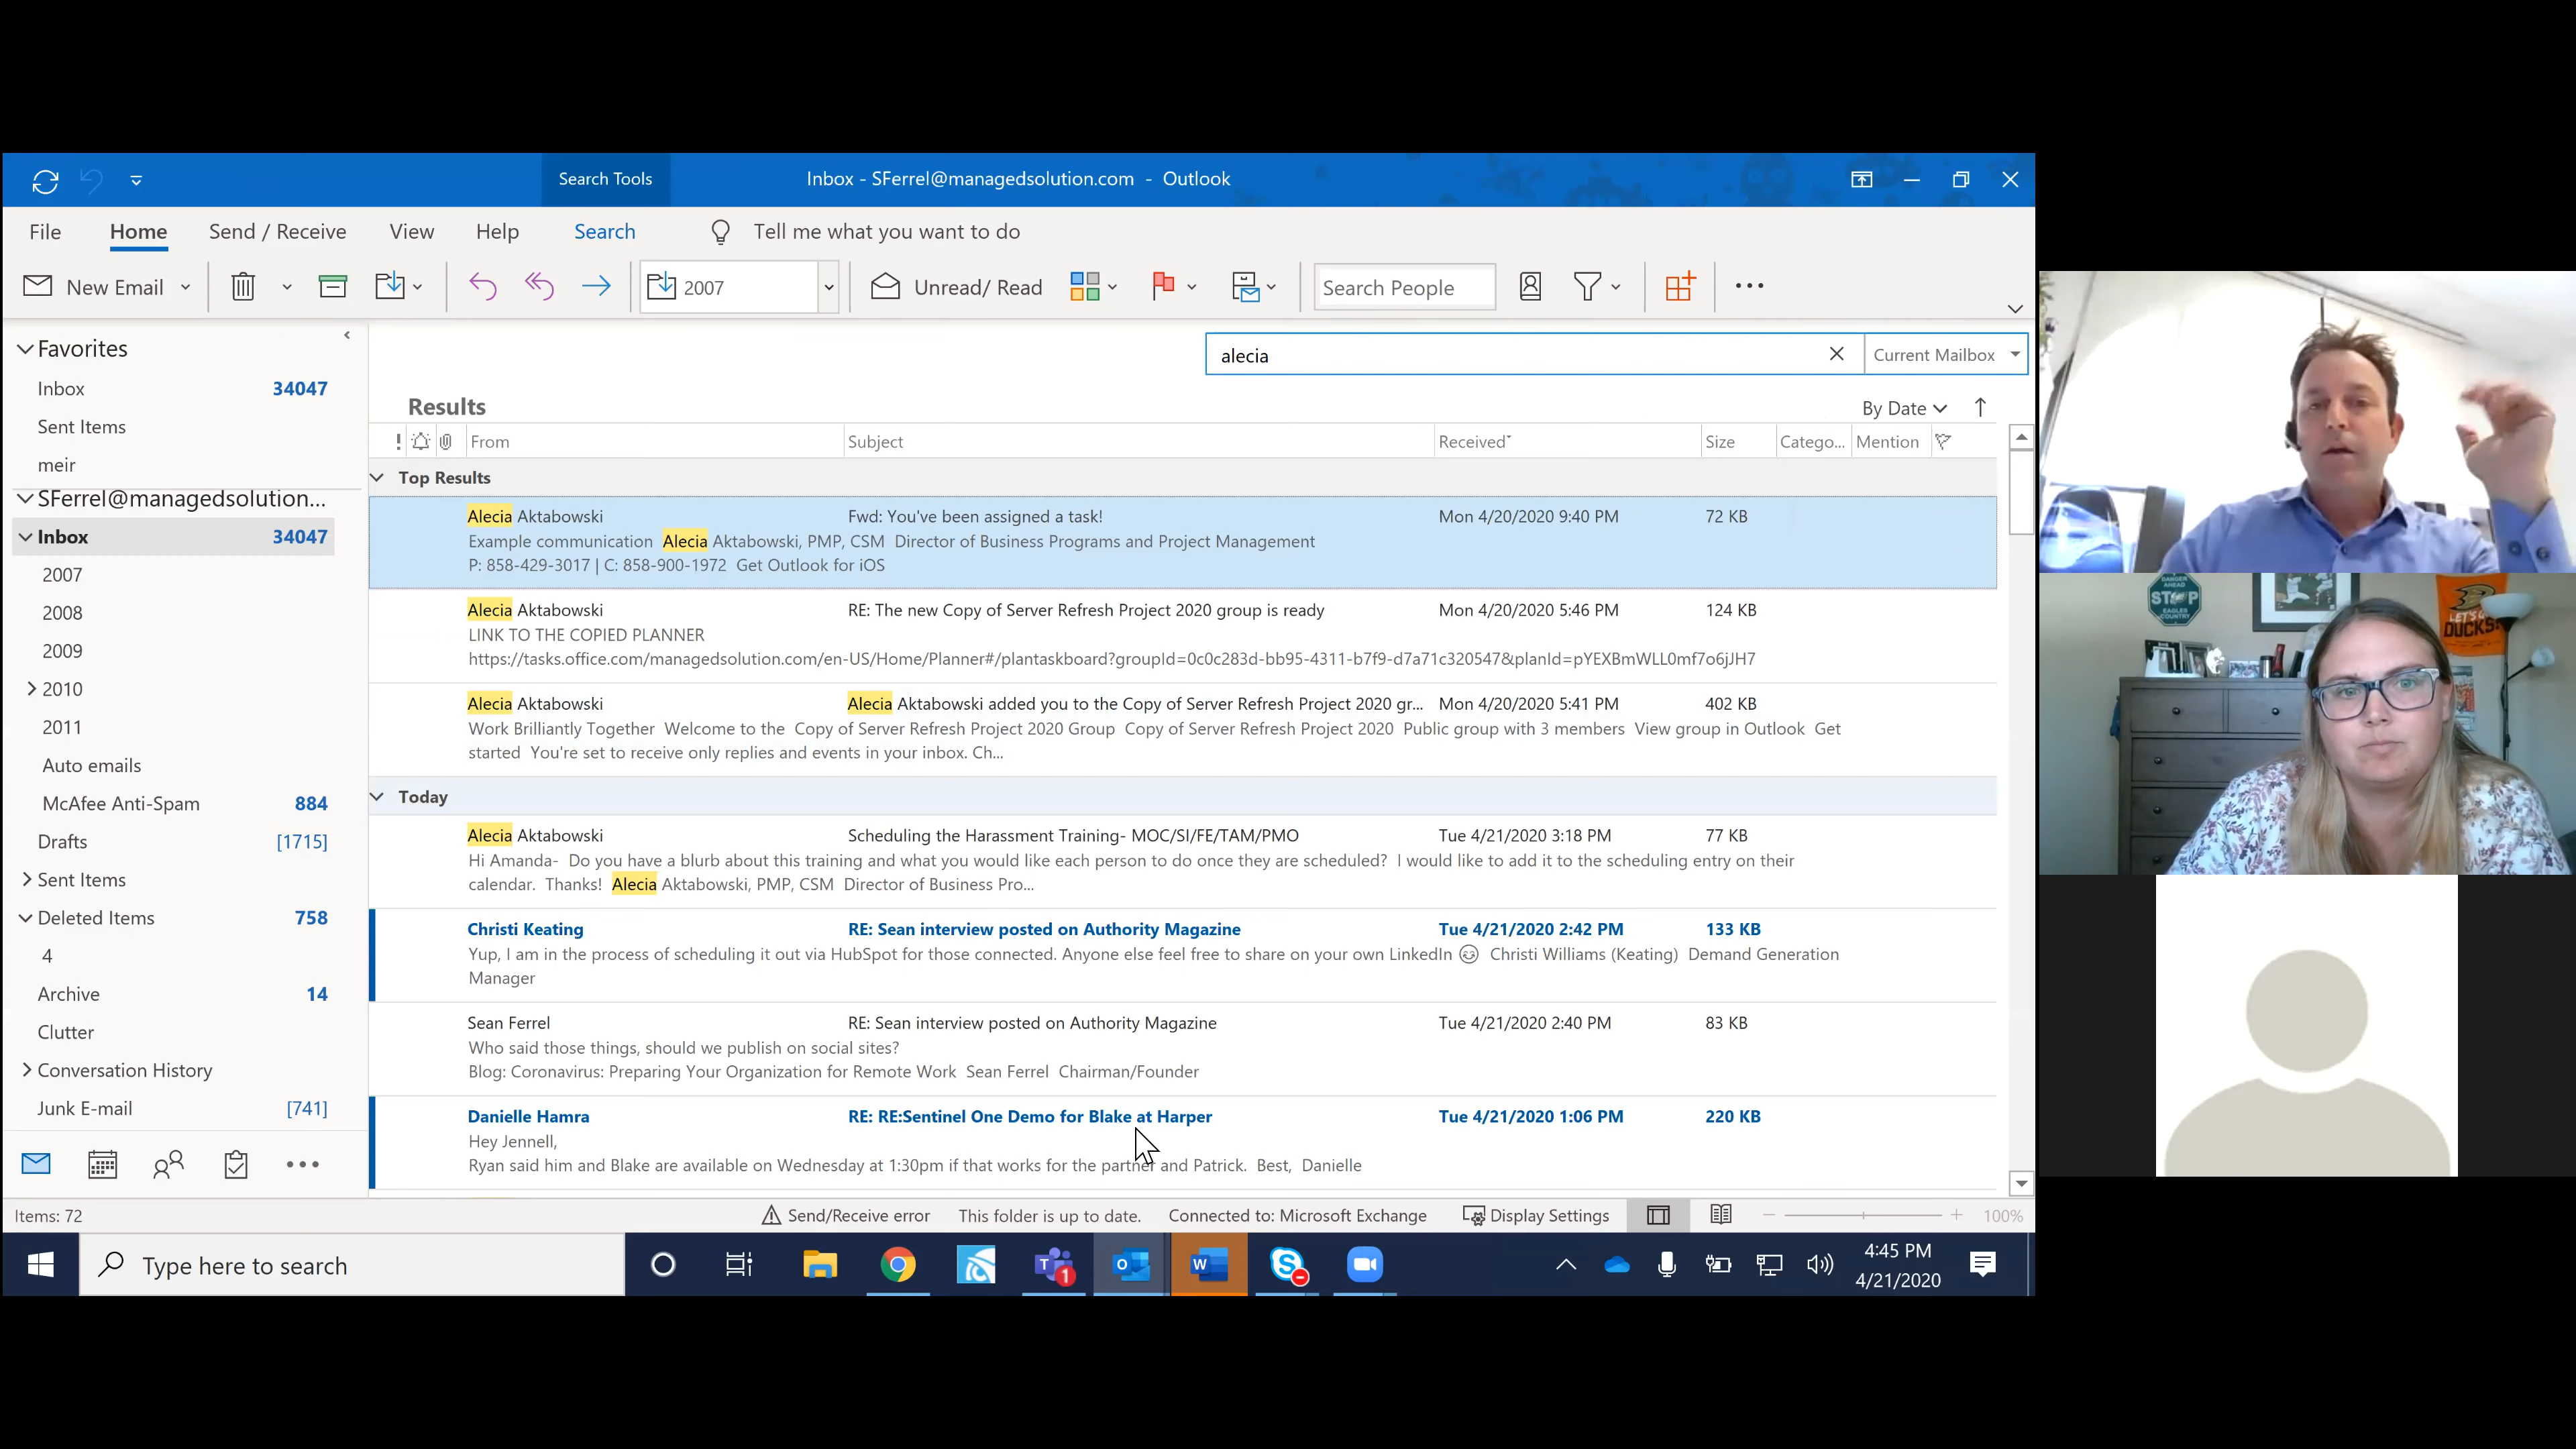 Search Tools
Inbox - SFerrel@managedsolution.com - Outlook
File Home Send / Receive View Help Search Tell me what you want to do
New Email 2007 Unread/ Read Search People
Favorites
Inbox 34047
Sent Items
meir
SFerrel@managedsolution...
Inbox 34047
2007
2008
2009
2010
2011
Auto emails
McAfee Anti-Spam 884
Drafts [1715]
Sent Items
Deleted Items 758
4
Archive 14
Clutter
Conversation History
Junk E-mail [741]
alecia Current Mailbox
Results By Date
! From Subject Received Size Catego... Mention
Top Results
Alecia Aktabowski Fwd: You've been assigned a task! Mon 4/20/2020 9:40 PM 72 KB
Example communication Alecia Aktabowski, PMP, CSM Director of Business Programs and Project Management
P: 858-429-3017 | C: 858-900-1972 Get Outlook for iOS
Alecia Aktabowski RE: The new Copy of Server Refresh Project 2020 group is ready Mon 4/20/2020 5:46 PM 124 KB
LINK TO THE COPIED PLANNER
https://tasks.office.com/managedsolution.com/en-US/Home/Planner#/plantaskboard?groupId=0c0c283d-bb95-4311-b7f9-d7a71c320547&planId=pYEXBmWLL0mf7o6jJH7
Alecia Aktabowski Alecia Aktabowski added you to the Copy of Server Refresh Project 2020 gr... Mon 4/20/2020 5:41 PM 402 KB
Work Brilliantly Together Welcome to the Copy of Server Refresh Project 2020 Group Copy of Server Refresh Project 2020 Public group with 3 members View group in Outlook Get
started You're set to receive only replies and events in your inbox. Ch...
Today
Alecia Aktabowski Scheduling the Harassment Training- MOC/SI/FE/TAM/PMO Tue 4/21/2020 3:18 PM 77 KB
Hi Amanda- Do you have a blurb about this training and what you would like each person to do once they are scheduled? I would like to add it to the scheduling entry on their
calendar. Thanks! Alecia Aktabowski, PMP, CSM Director of Business Pro...
Christi Keating RE: Sean interview posted on Authority Magazine Tue 4/21/2020 2:42 PM 133 KB
Yup, I am in the process of scheduling it out via HubSpot for those connected. Anyone else feel free to share on your own LinkedIn Christi Williams (Keating) Demand Generation
Manager
Sean Ferrel RE: Sean interview posted on Authority Magazine Tue 4/21/2020 2:40 PM 83 KB
Who said those things, should we publish on social sites?
Blog: Coronavirus: Preparing Your Organization for Remote Work Sean Ferrel Chairman/Founder
Danielle Hamra RE: RE:Sentinel One Demo for Blake at Harper Tue 4/21/2020 1:06 PM 220 KB
Hey Jennell,
Ryan said him and Blake are available on Wednesday at 1:30pm if that works for the partner and Patrick. Best, Danielle
Items: 72 Send/Receive error This folder is up to date. Connected to: Microsoft Exchange Display Settings 100%
Type here to search
T 1 O W S
4:45 PM
4/21/2020
DANGER
AHEAD
STOP
EAGLES
COUNTRY
LET'S GO
DUCKS!